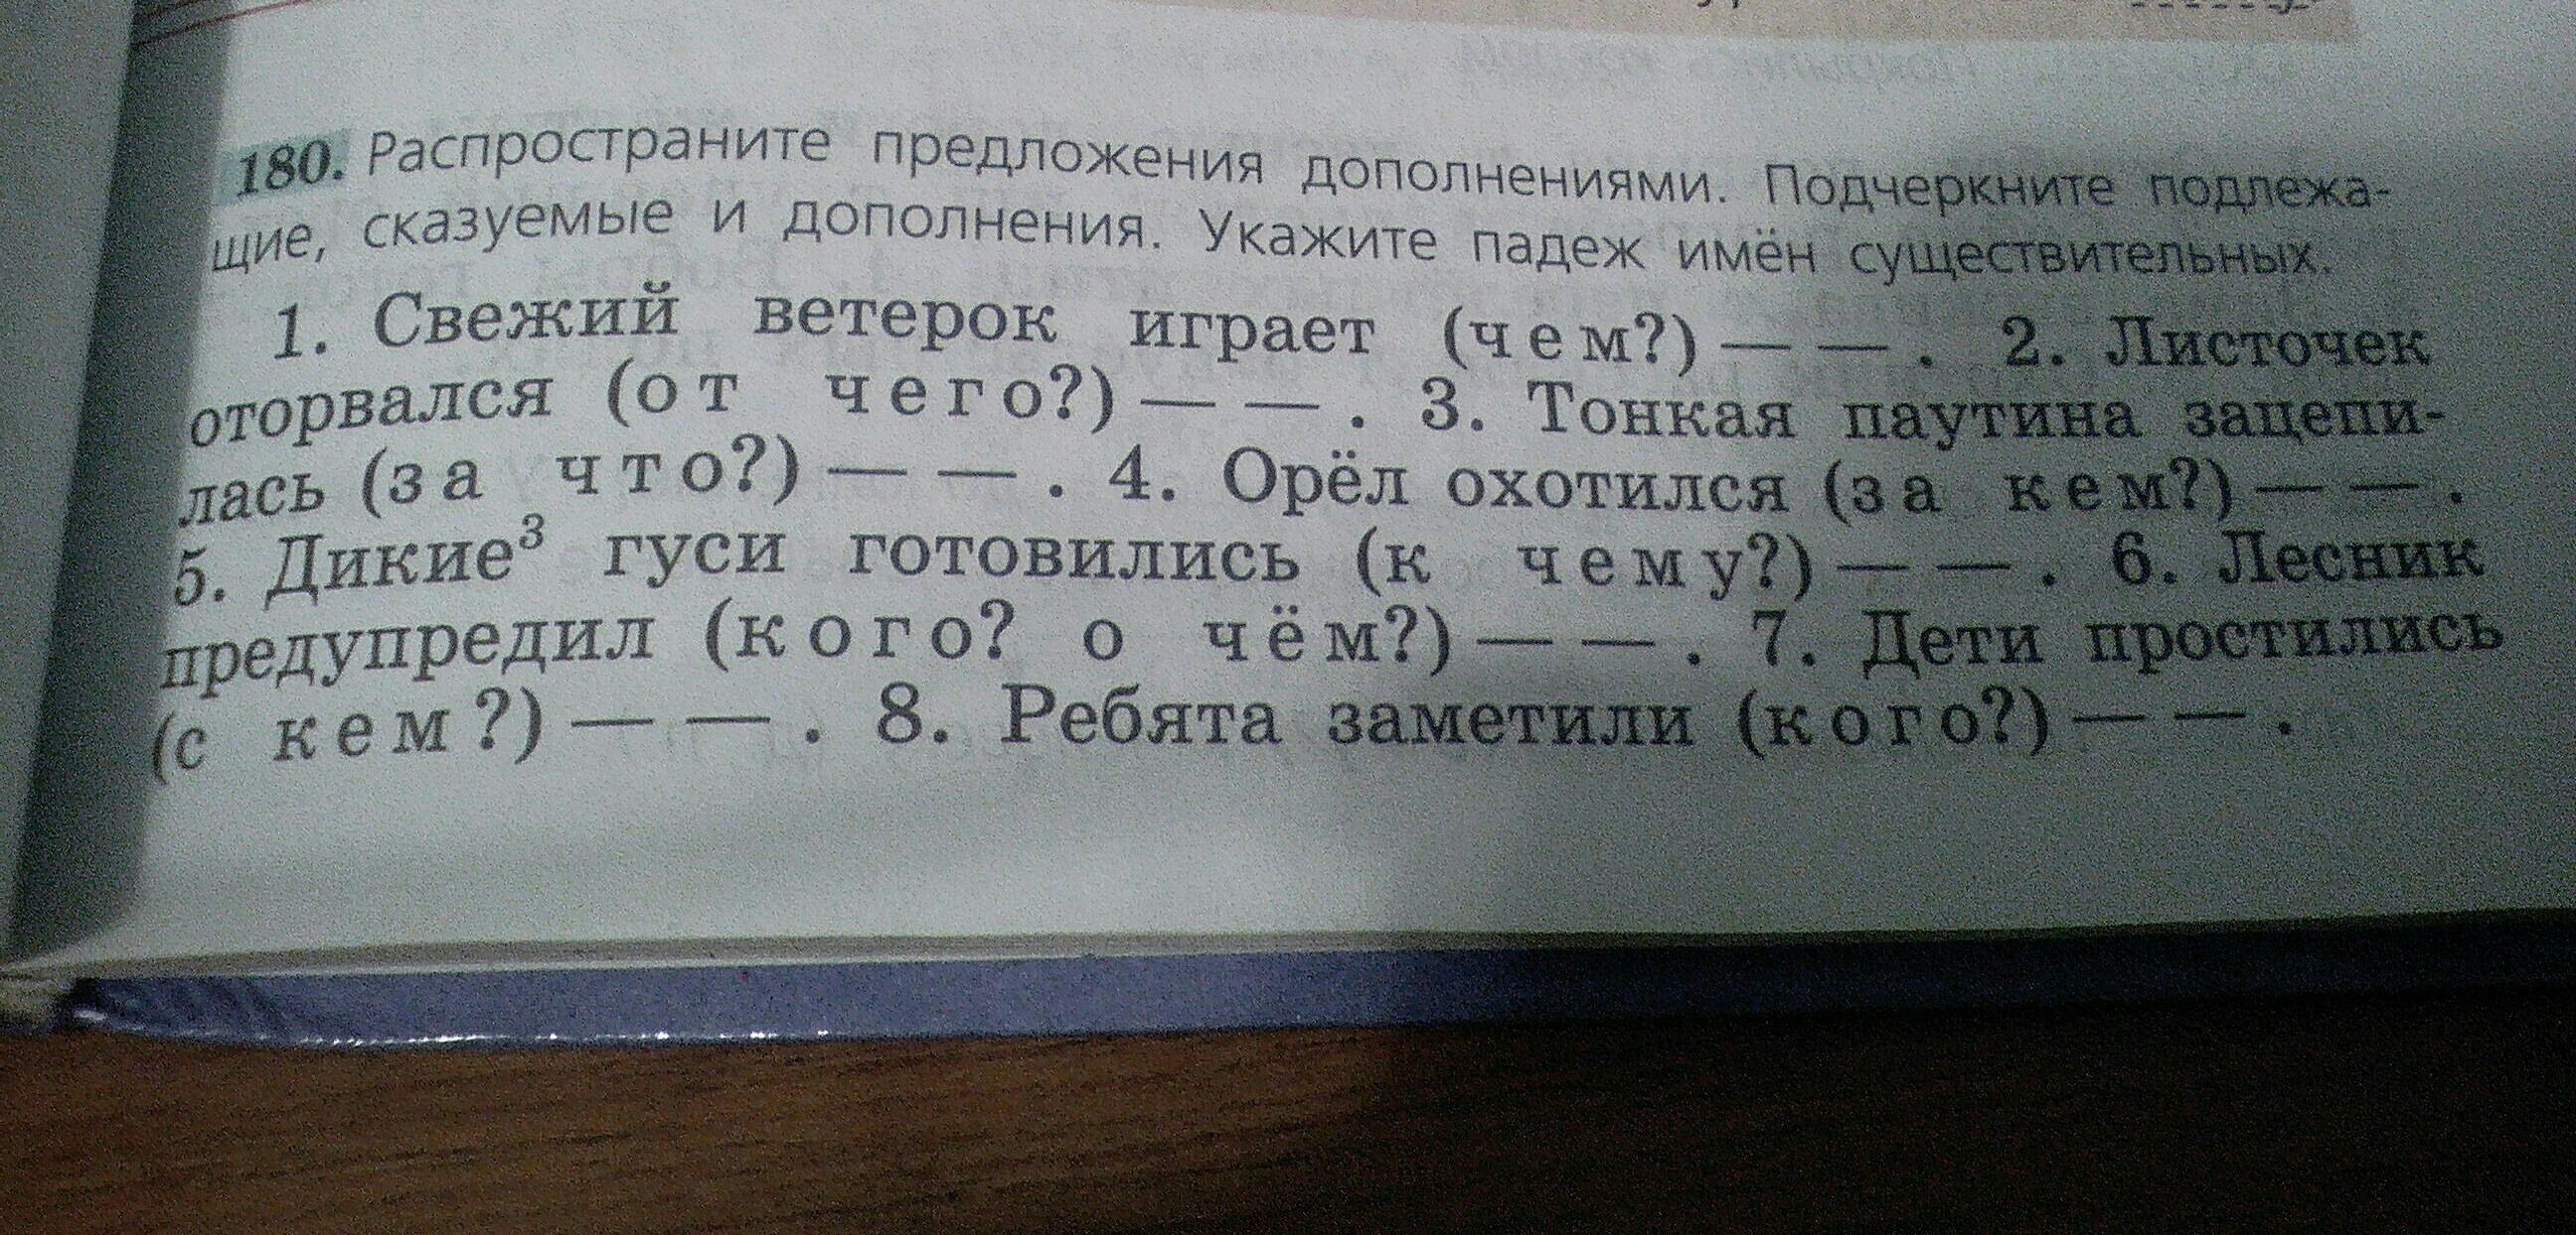 180. Распространите предложения дополнениями. Подчеркните подлежа-
щие, сказуемые и дополнения. Укажите падеж имён существительных.
1. Свежий ветерок играет (чем?) — — . 2. Листочек
оторвался (от чего?) — — . 3. Тонкая паутина зацепи-
лась (за что?) — — . 4. Орёл охотился (за кем?) — — .
5. Дикие³ гуси готовились (к чему?) — — . 6. Лесник
предупредил (кого? о чём?) — — . 7. Дети простились
(с кем?) — — . 8. Ребята заметили (кого?) — — .